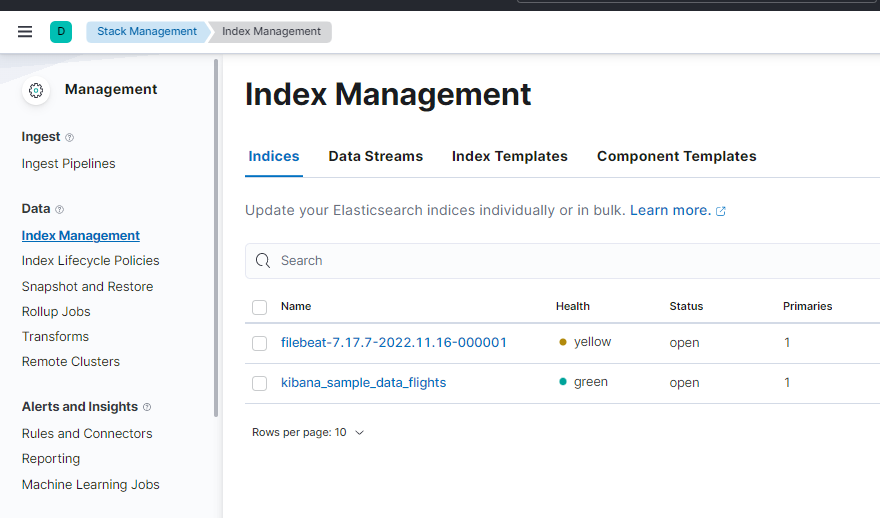 D Stack Management Index Management
Management
Ingest
Ingest Pipelines
Data
Index Management
Index Lifecycle Policies
Snapshot and Restore
Rollup Jobs
Transforms
Remote Clusters
Alerts and Insights
Rules and Connectors
Reporting
Machine Learning Jobs
Index Management
Indices Data Streams Index Templates Component Templates
Update your Elasticsearch indices individually or in bulk. Learn more.
Search
Name Health Status Primaries
filebeat-7.17.7-2022.11.16-000001 yellow open 1
kibana_sample_data_flights green open 1
Rows per page: 10